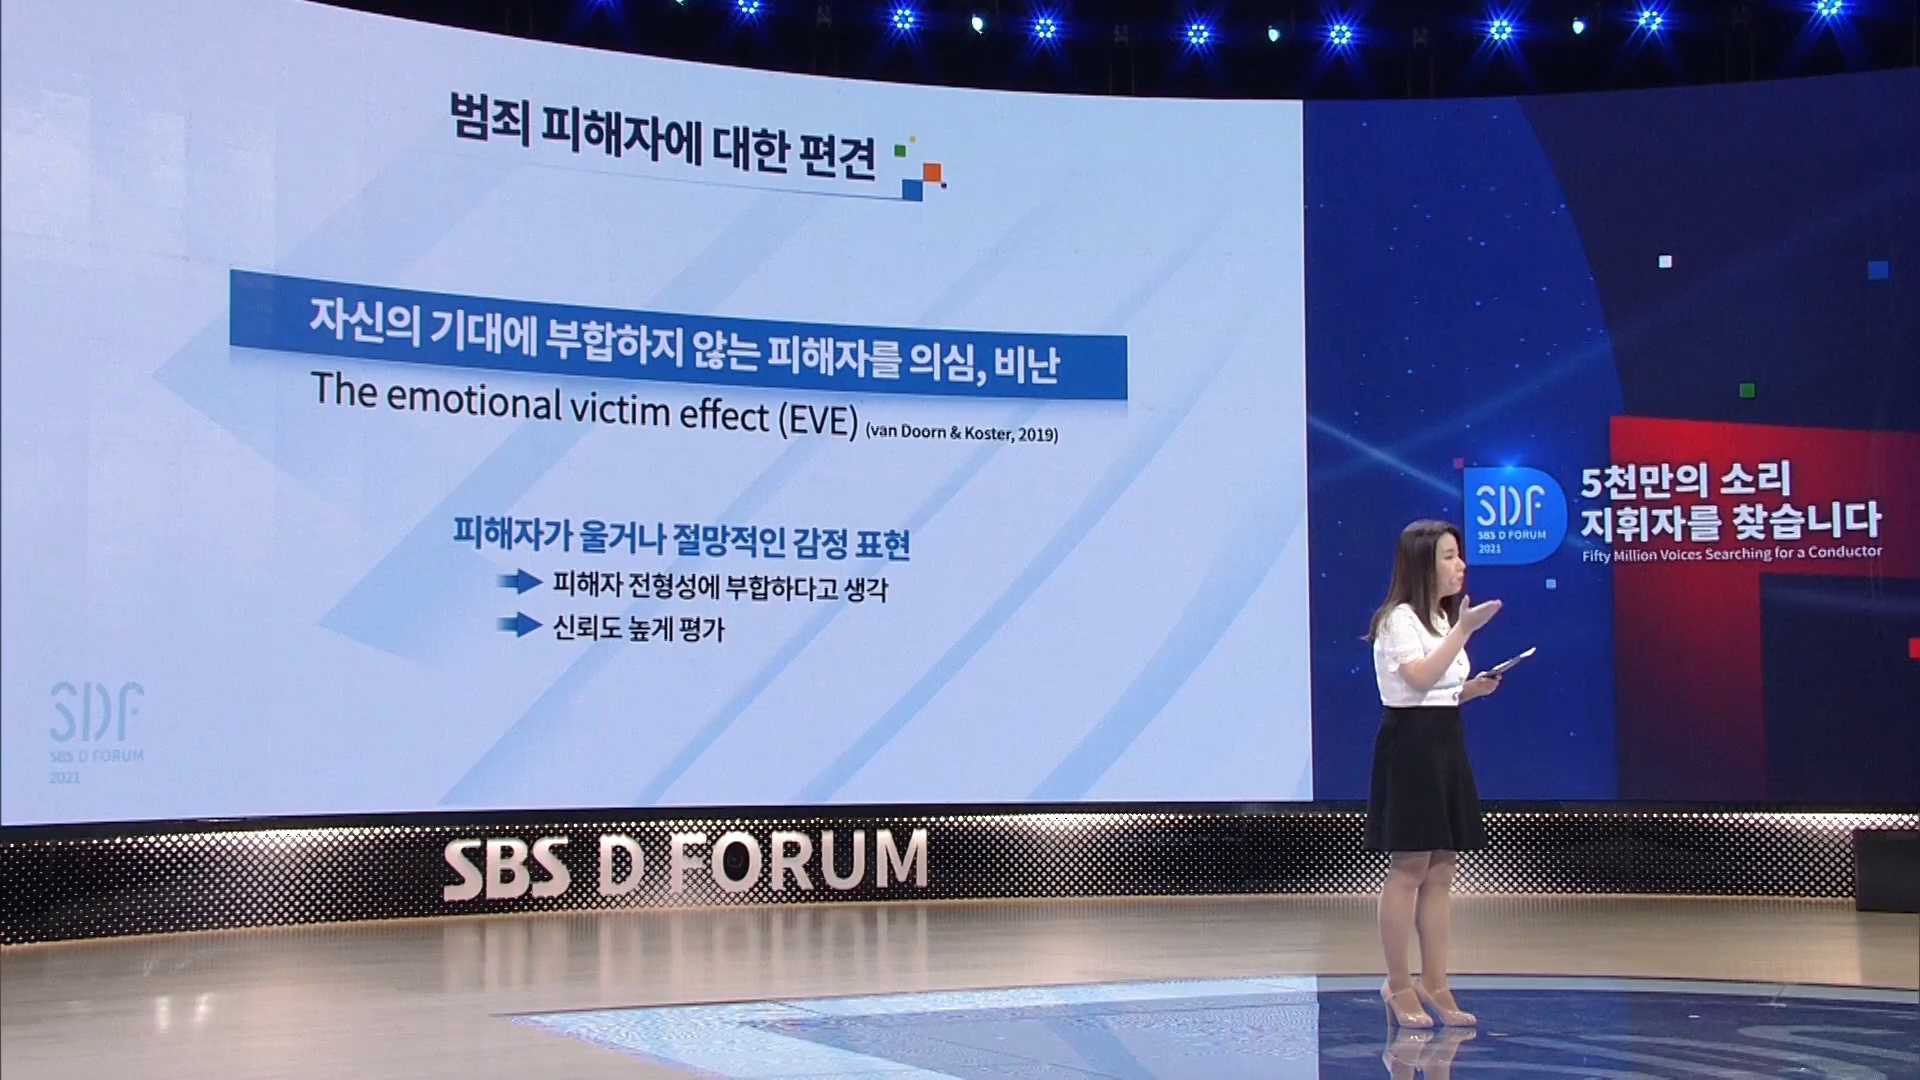 범죄 피해자에 대한 편견
자신의 기대에 부합하지 않는 피해자를 의심, 비난
The emotional victim effect (EVE) (van Doorn & Koster, 2019)
피해자가 울거나 절망적인 감정 표현
피해자 전형성에 부합하다고 생각
신뢰도 높게 평가
SDF
SBS D FORUM
2021
SDF
SBS D FORUM
2021
5천만의 소리
지휘자를 찾습니다
Fifty Million Voices Searching for a Conductor
SBS D FORUM